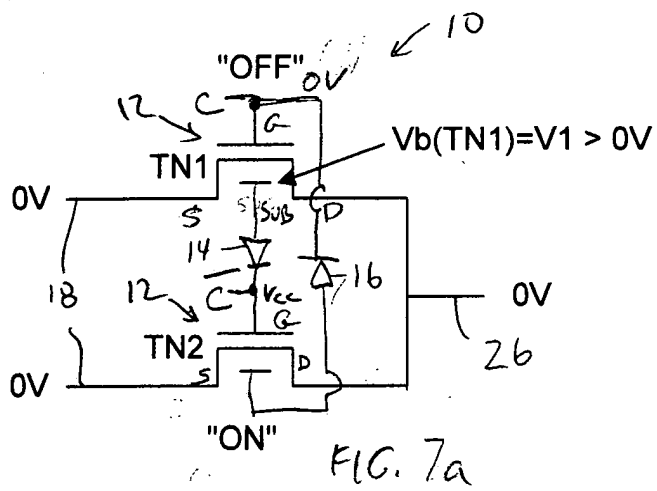 10
"OFF" 0V
C
12 G
TN1
Vb(TN1)=V1 > 0V
0V
S SUB D
14
16
18
C Vcc
12 G
0V
TN2
26
S D
0V
"ON"
FIG. 7a